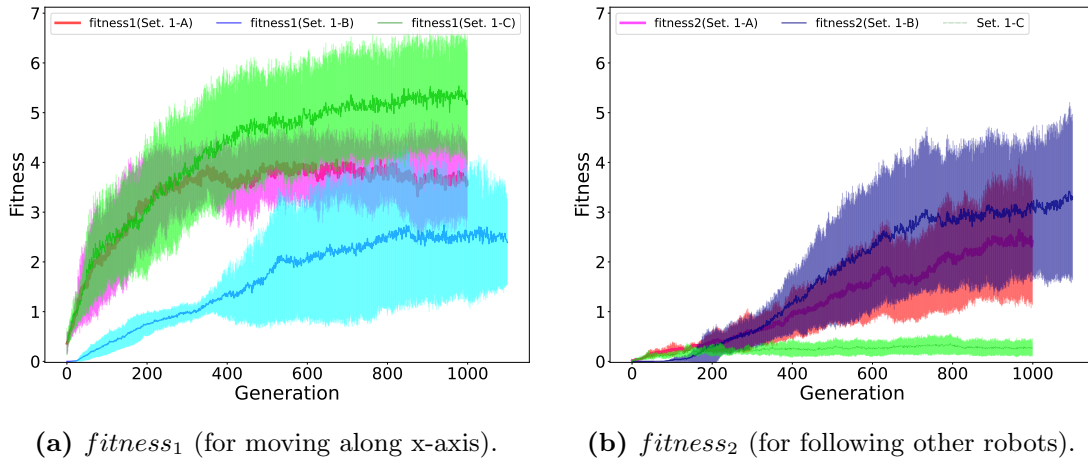 fitness1(Set. 1-A) fitness1(Set. 1-B) fitness1(Set. 1-C)
7
6
5
4
3
2
1
0
Fitness
0 200 400 600 800 1000
Generation
fitness2(Set. 1-A) fitness2(Set. 1-B) Set. 1-C
7
6
5
4
3
2
1
0
Fitness
0 200 400 600 800 1000
Generation
(a) fitness1 (for moving along x-axis).
(b) fitness2 (for following other robots).